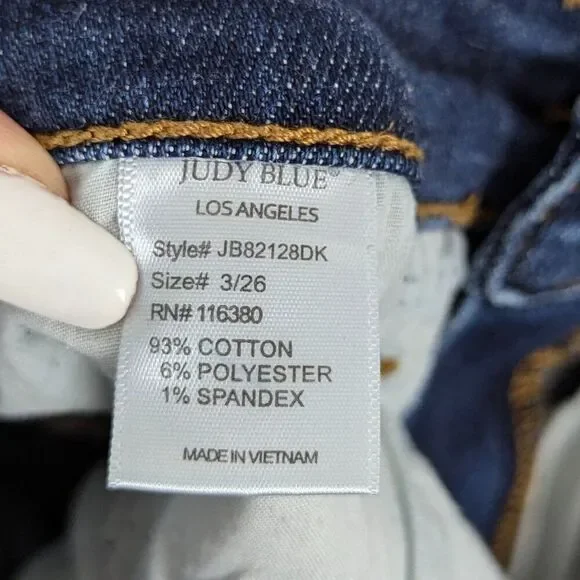 JUDY BLUE®
LOS ANGELES
Style# JB82128DK
Size# 3/26
RN# 116380
93% COTTON
6% POLYESTER
1% SPANDEX
MADE IN VIETNAM